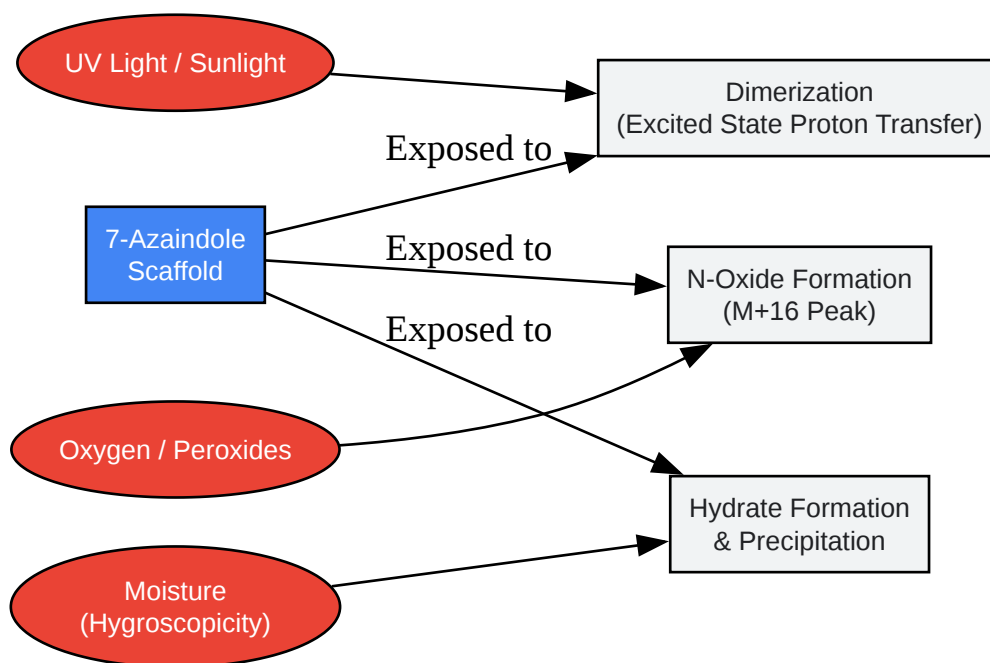 UV Light / Sunlight
Dimerization
(Excited State Proton Transfer)
Exposed to
7-Azaindole
Scaffold
Exposed to
N-Oxide Formation
(M+16 Peak)
Exposed to
Oxygen / Peroxides
Hydrate Formation
& Precipitation
Moisture
(Hygroscopicity)